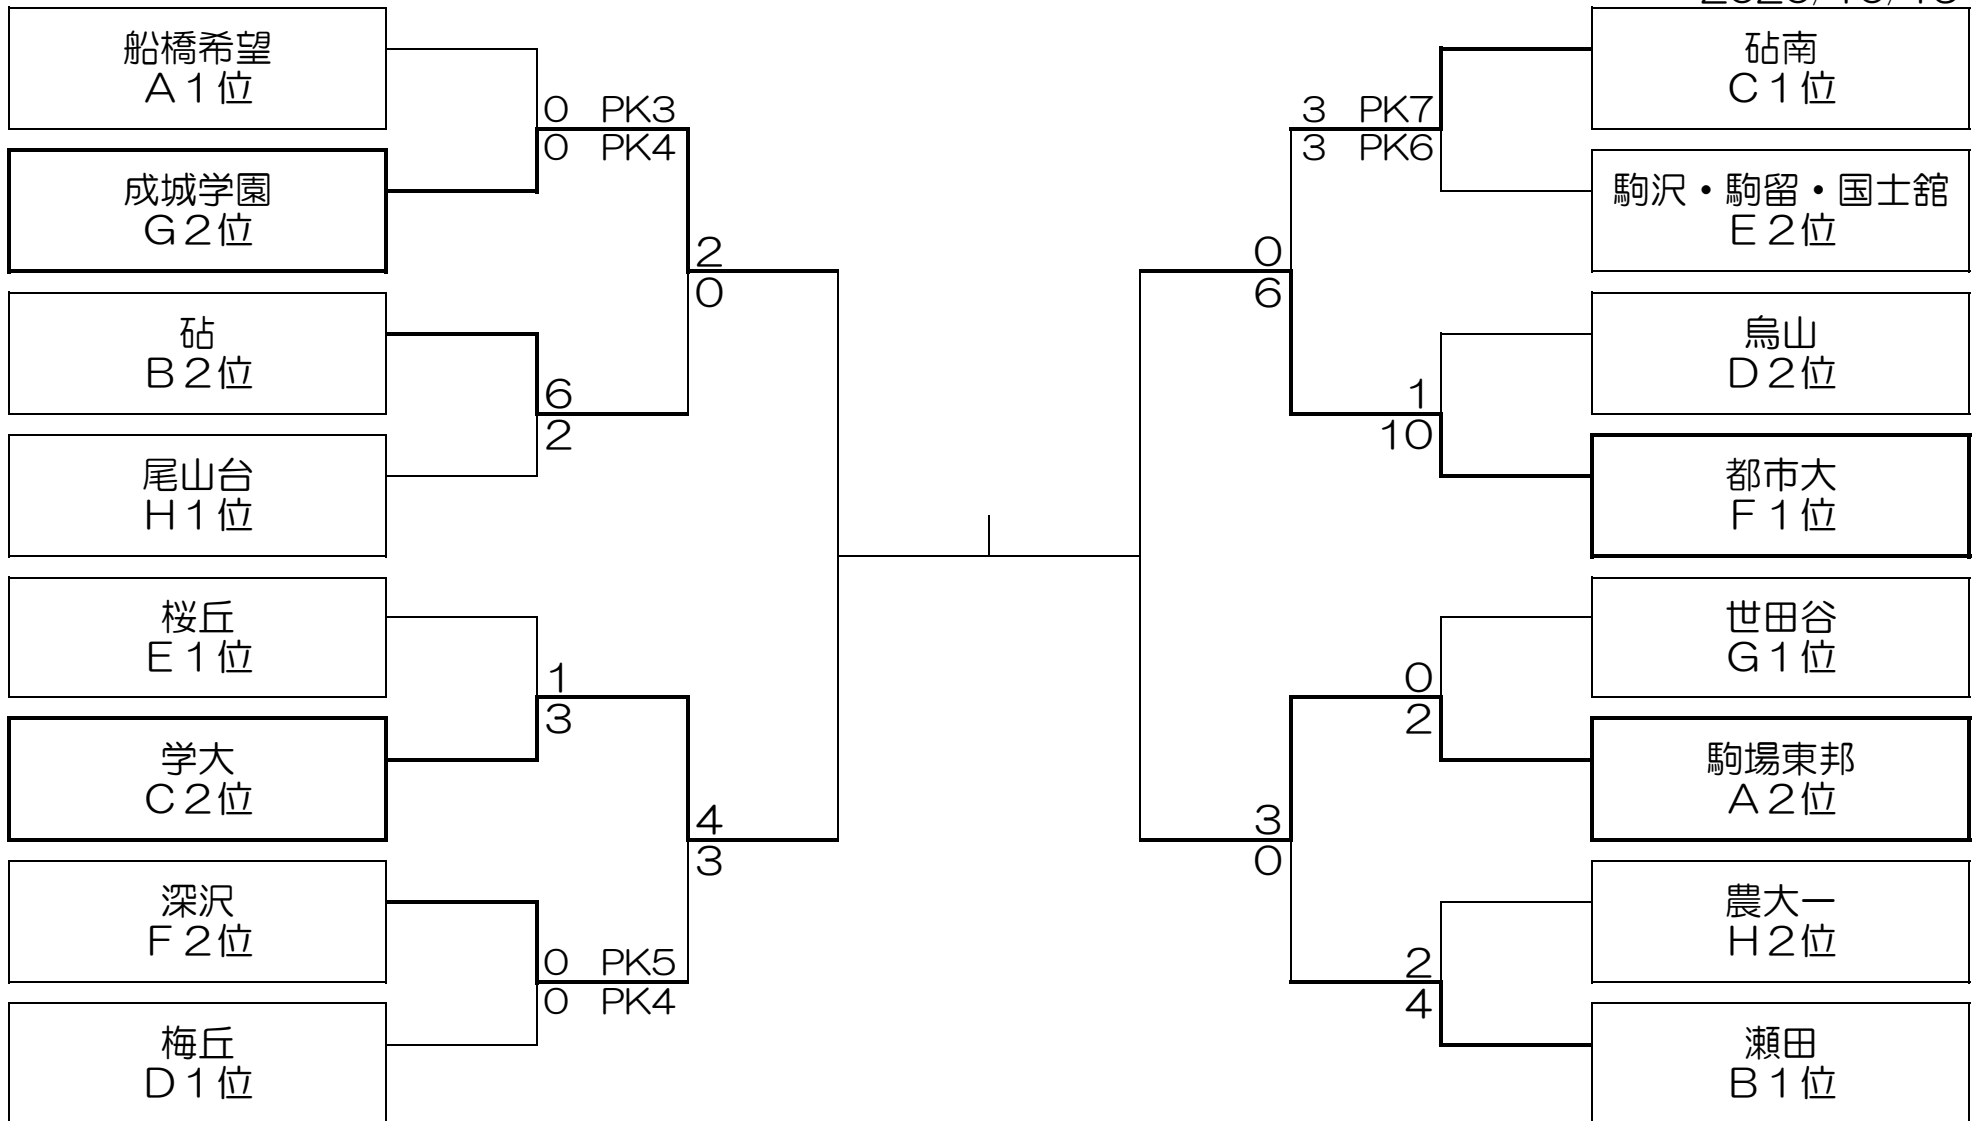 船橋希望
A1位
0 PK3
0 PK4
成城学園
G2位
2
0
砧
B2位
6
2
尾山台
H1位
桜丘
E1位
1
3
学大
C2位
4
3
深沢
F2位
0 PK5
0 PK4
梅丘
D1位
砧南
C1位
3 PK7
3 PK6
駒沢・駒留・国士舘
E2位
0
6
烏山
D2位
1
10
都市大
F1位
世田谷
G1位
0
2
駒場東邦
A2位
3
0
農大一
H2位
2
4
瀬田
B1位